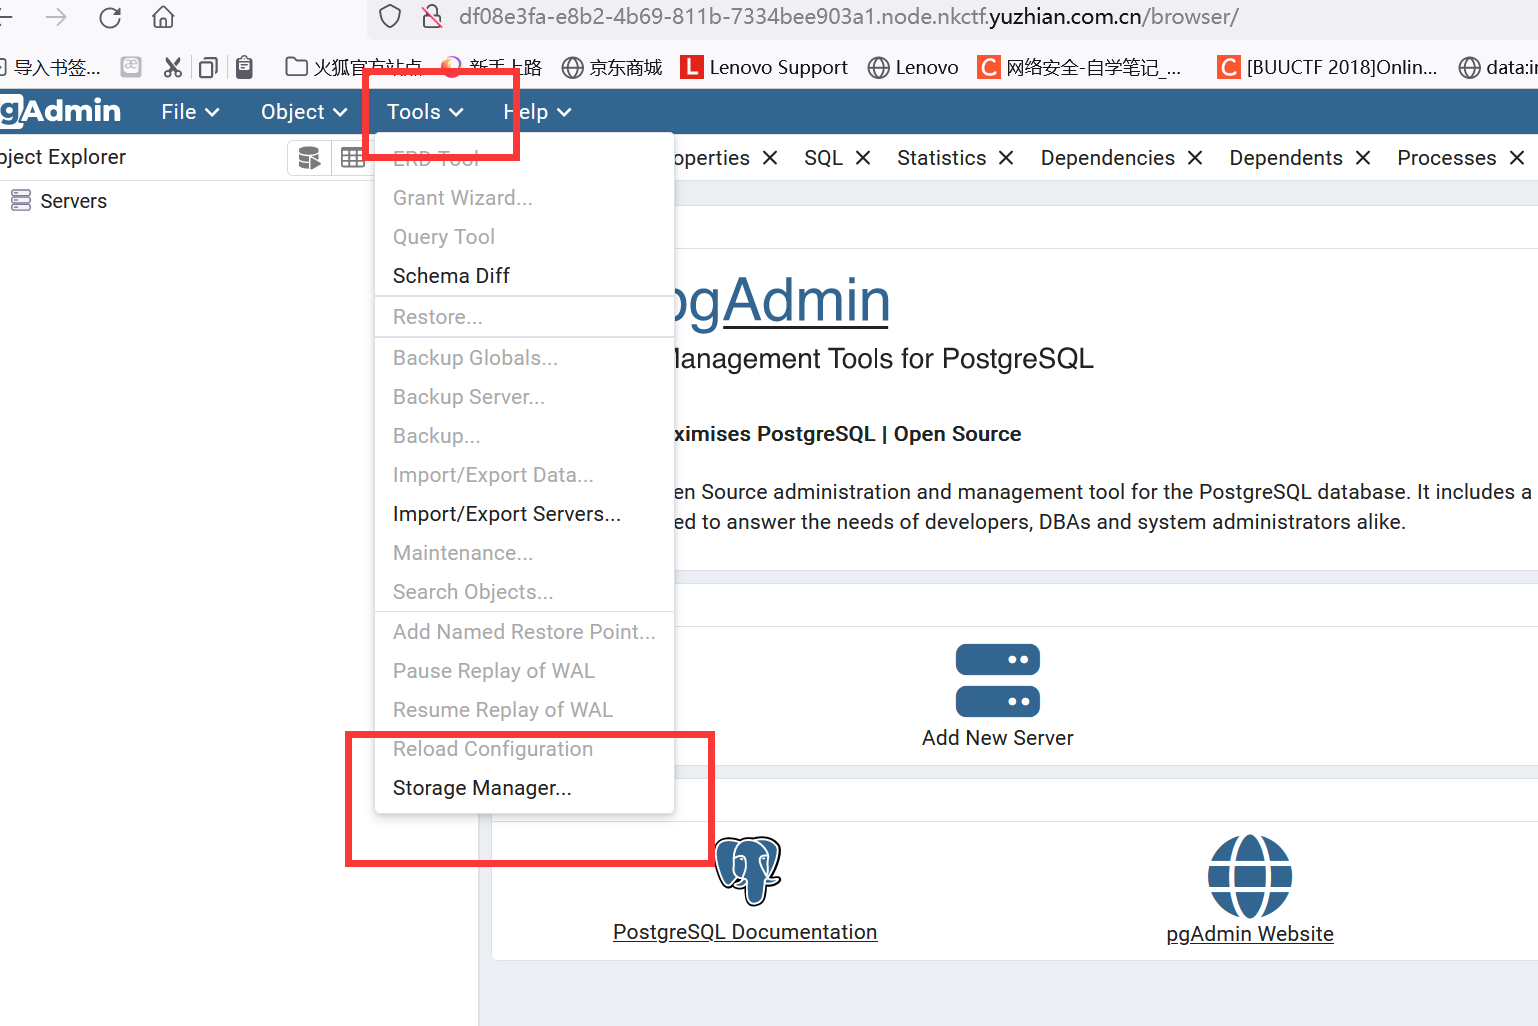 df08e3fa-e8b2-4b69-811b-7334bee903a1.node.nkctf.yuzhian.com.cn/browser/
导入书签... 火狐官方站点 新手上路 京东商城 L Lenovo Support Lenovo C 网络安全-自学笔记_... C [BUUCTF 2018]Onlin... data:i
gAdmin File Object Tools Help
bject Explorer
operties SQL Statistics Dependencies Dependents Processes
Servers
ERD Tool
Grant Wizard...
Query Tool
Schema Diff
Restore...
Backup Globals...
Backup Server...
Backup...
Import/Export Data...
Import/Export Servers...
Maintenance...
Search Objects...
Add Named Restore Point...
Pause Replay of WAL
Resume Replay of WAL
Reload Configuration
Storage Manager...
pgAdmin
Management Tools for PostgreSQL
ximises PostgreSQL | Open Source
en Source administration and management tool for the PostgreSQL database. It includes a
ed to answer the needs of developers, DBAs and system administrators alike.
Add New Server
PostgreSQL Documentation
pgAdmin Website